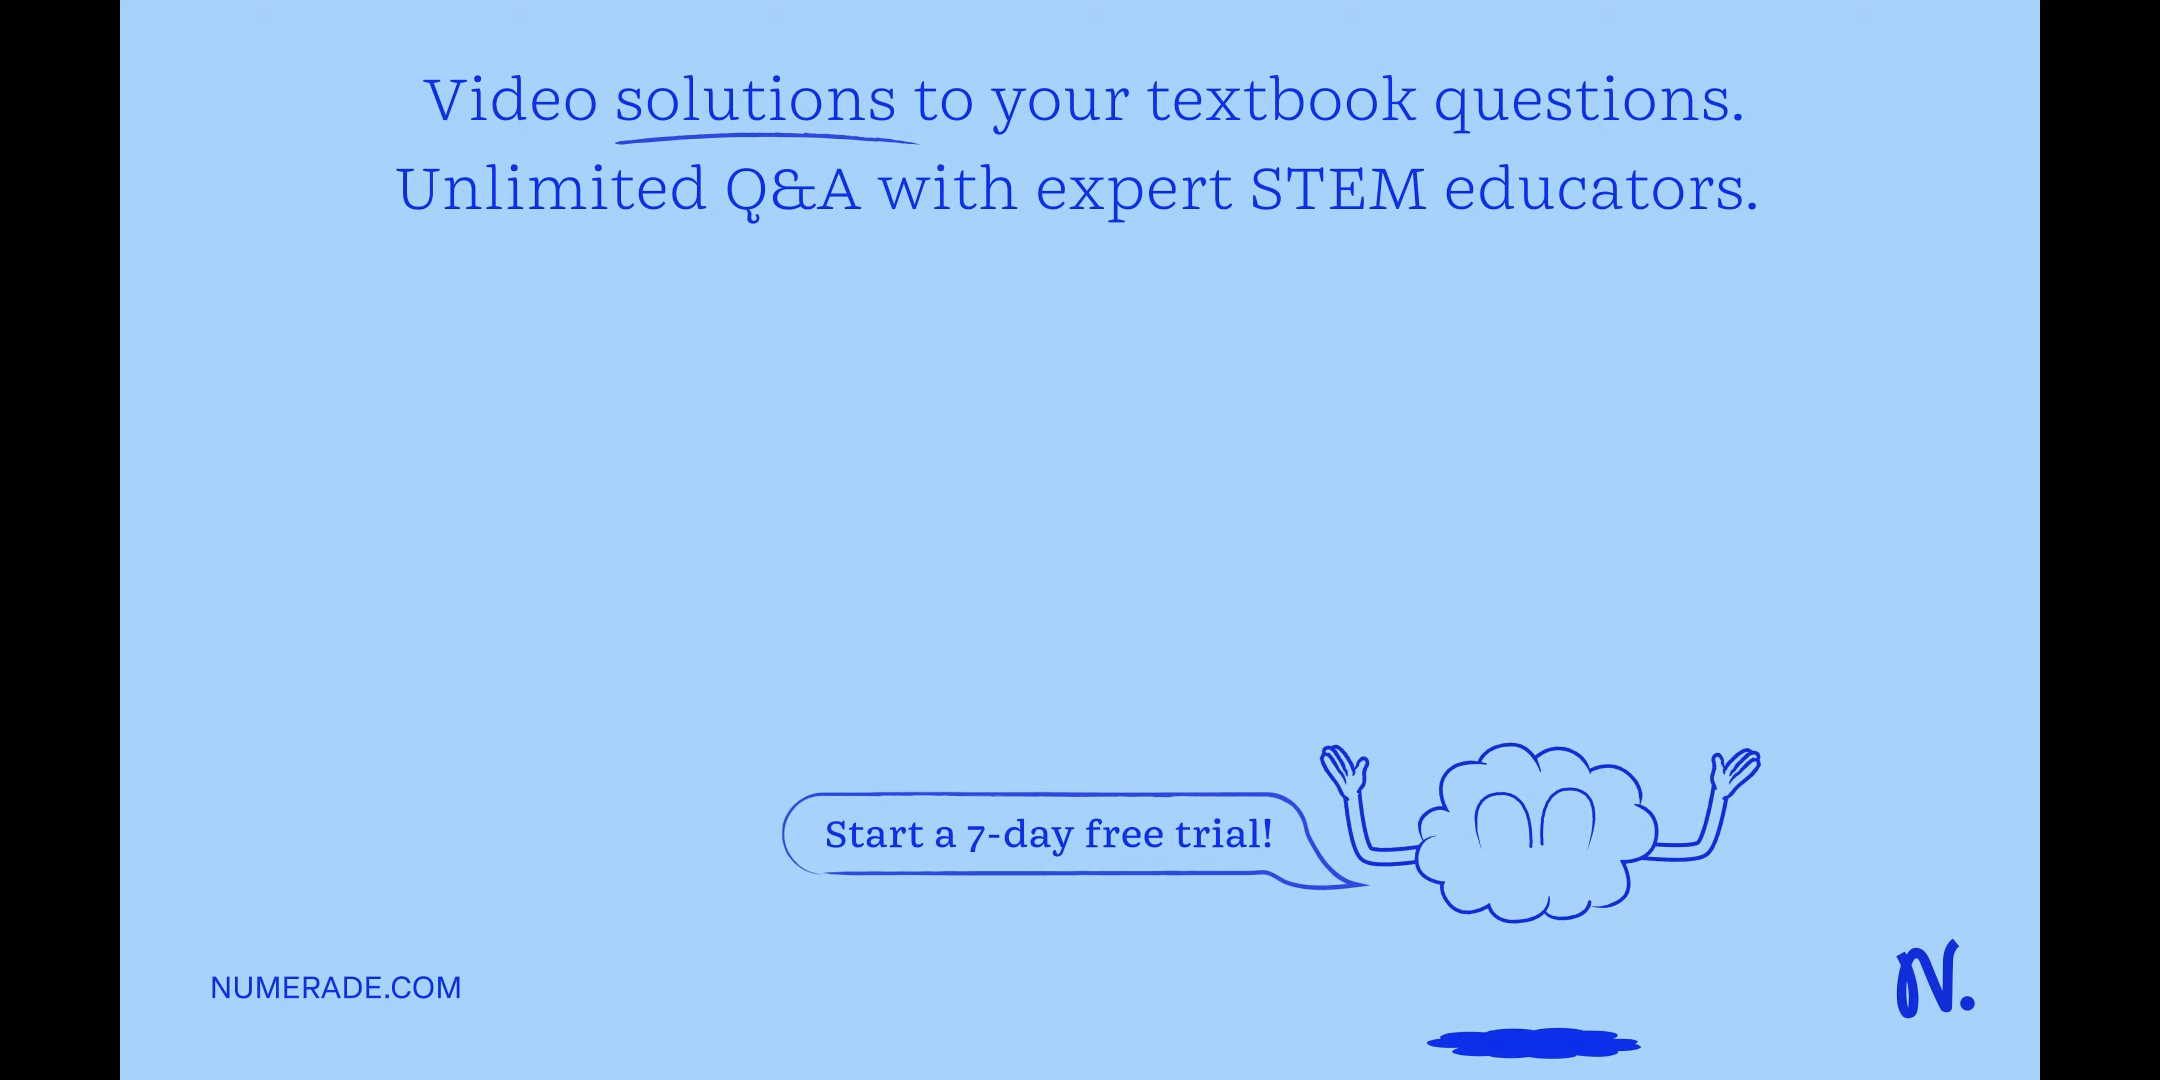 Video solutions to your textbook questions.
Unlimited Q&A with expert STEM educators.
Start a 7-day free trial!
NUMERADE.COM
N.